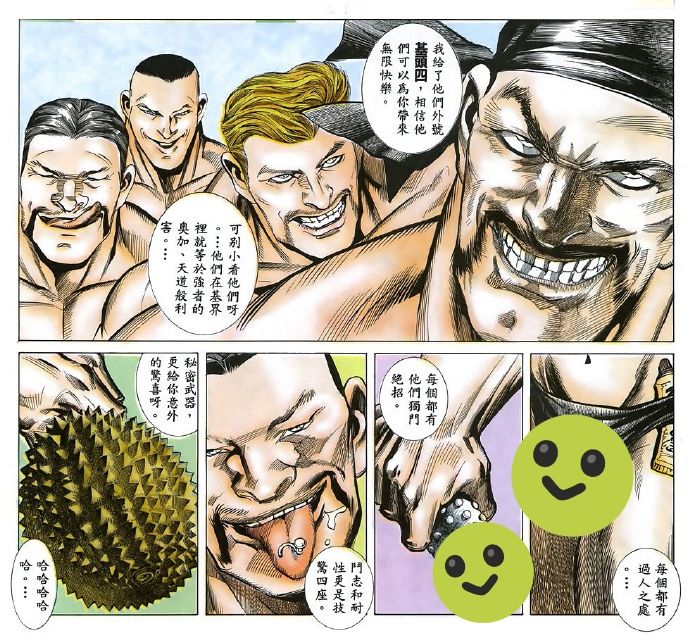 我給了他們外號
基頭四，相信他
們可以為你帶來
無限快樂。
可別小看他們呀
。…他們在基界
裡就等於強者的
奧加、天道般利
害。…
每個都有
過人之處
。…
每個都有
他們獨門
絕招。
鬥志和耐
性更是技
驚四座。
秘密武器，
更給你意外
的驚喜呀。
哈哈哈哈
哈。…